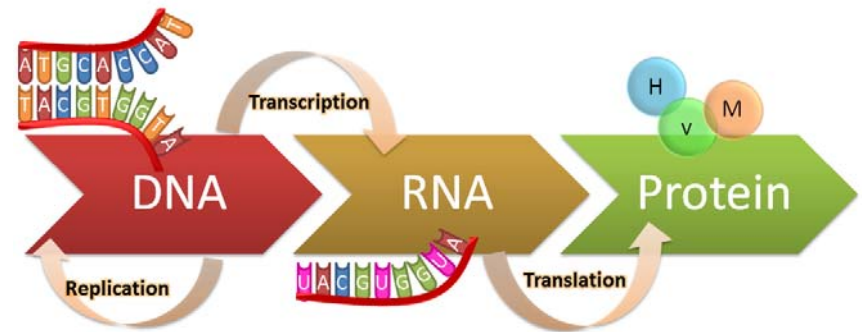 ATGCACCAT
TACGTGGTA
Transcription
H
V
M
DNA
RNA
Protein
Replication
UACGUGGUA
Translation